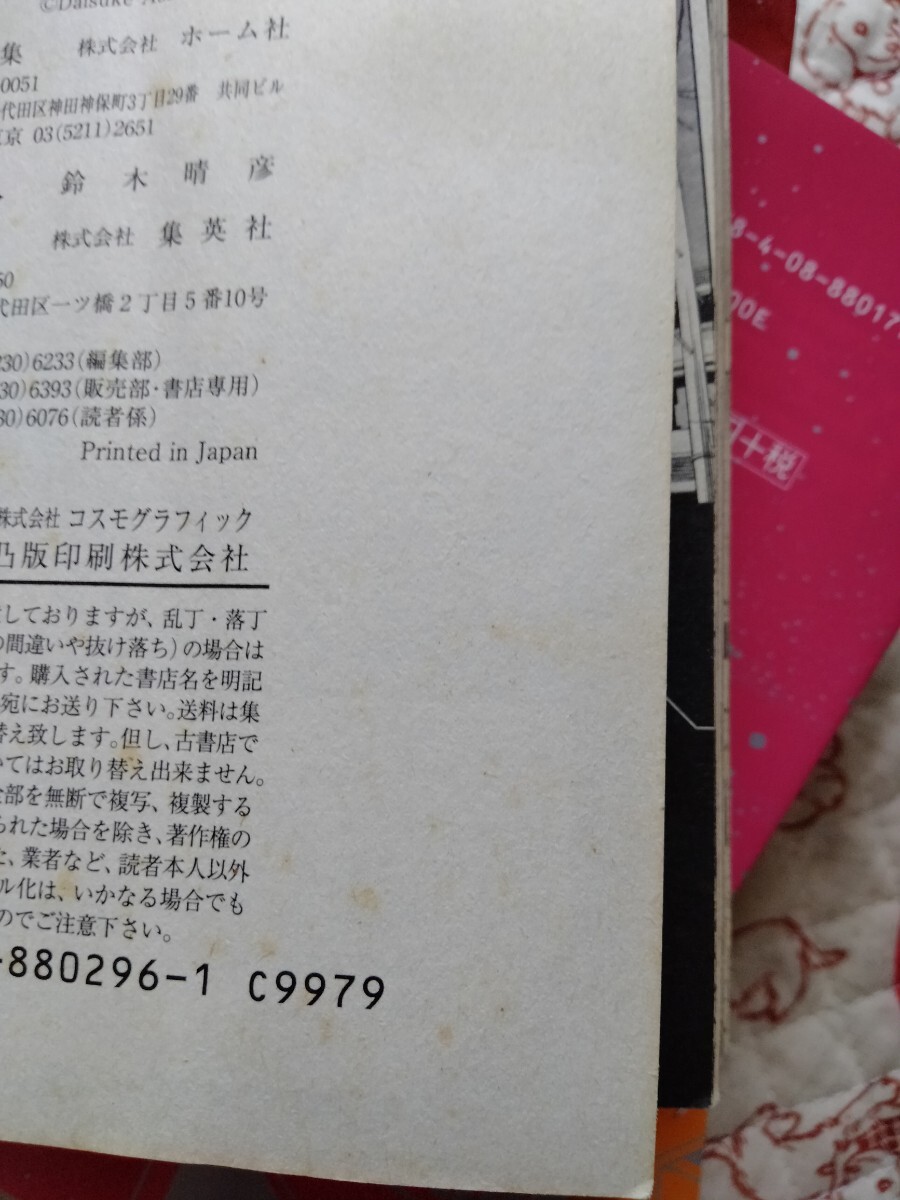 ©Daisuke
集 株式会社 ホーム社
0051
代田区神田神保町3丁目29番 共同ビル
京 03(5211)2651
鈴木晴彦
株式会社 集英社
50
代田区一ツ橋2丁目5番10号
230)6233(編集部)
30)6393(販売部・書店専用)
30)6076(読者係)
Printed in Japan
株式会社 コスモグラフィック
凸版印刷株式会社
しておりますが、乱丁・落丁
の間違いや抜け落ち)の場合は
す。購入された書店名を明記
宛にお送り下さい。送料は集
替え致します。但し、古書店で
いてはお取り替え出来ません。
全部を無断で複写、複製する
られた場合を除き、著作権の
た、業者など、読者本人以外
ル化は、いかなる場合でも
のでご注意下さい。
-880296-1 C9979
8-4-08-88017
00E
円+税